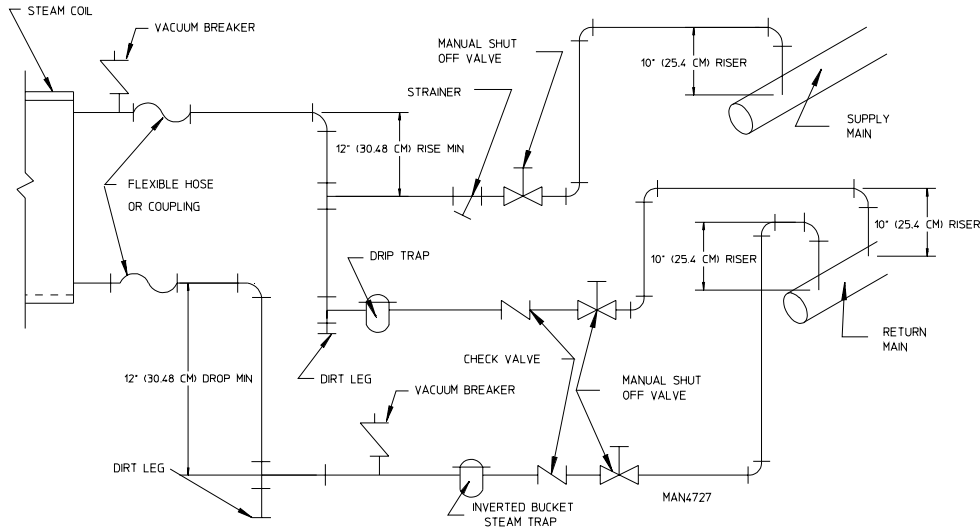 STEAM COIL
VACUUM BREAKER
MANUAL SHUT
OFF VALVE
10" (25.4 CM) RISER
STRAINER
SUPPLY
MAIN
12" (30.48 CM) RISE MIN
FLEXIBLE HOSE
OR COUPLING
10" (25.4 CM) RISER
DRIP TRAP
10" (25.4 CM) RISER
RETURN
MAIN
CHECK VALVE
12" (30.48 CM) DROP MIN
DIRT LEG
MANUAL SHUT
OFF VALVE
VACUUM BREAKER
DIRT LEG
MAN4727
INVERTED BUCKET
STEAM TRAP